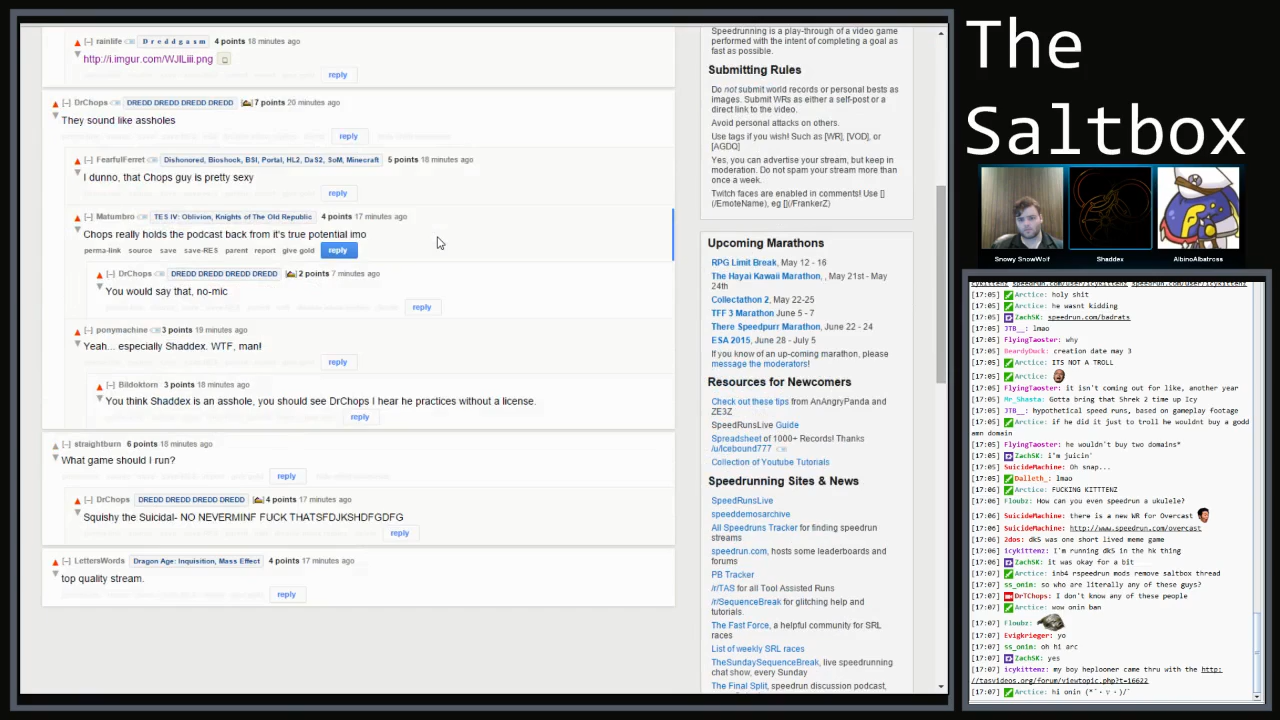 [–] rainlife D r e d d g a s m 4 points 18 minutes ago
http://i.imgur.com/WJlLiii.png
reply
[–] DrChops DREDD DREDD DREDD DREDD 7 points 20 minutes ago
They sound like assholes
reply
[–] FearfulFerret Dishonored, Bioshock, BSI, Portal, HL2, DaS2, SoM, Minecraft 5 points 18 minutes ago
I dunno, that Chops guy is pretty sexy
reply
[–] Matumbro TES IV: Oblivion, Knights of The Old Republic 4 points 17 minutes ago
Chops really holds the podcast back from it's true potential imo
perma-link source save save-RES parent report give gold reply
[–] DrChops DREDD DREDD DREDD DREDD 2 points 7 minutes ago
You would say that, no-mic
reply
[–] ponymachine 3 points 19 minutes ago
Yeah... especially Shaddex. WTF, man!
reply
[–] Bildoktorn 3 points 18 minutes ago
You think Shaddex is an asshole, you should see DrChops I hear he practices without a license.
reply
[–] straightburn 6 points 18 minutes ago
What game should I run?
reply
[–] DrChops DREDD DREDD DREDD DREDD 4 points 17 minutes ago
Squishy the Suicidal- NO NEVERMINF FUCK THATSFDJKSHFDFGDFG
reply
[–] LettersWords Dragon Age: Inquisition, Mass Effect 4 points 17 minutes ago
top quality stream.
reply
Speedrunning is a play-through of a video game
performed with the intent of completing a goal as
fast as possible.
Submitting Rules
Do not submit world records or personal bests as
images. Submit WRs as either a self-post or a
direct link to the video.
Avoid personal attacks on others.
Use tags if you wish! Such as [WR], [VOD], or
[AGDQ]
Yes, you can advertise your stream, but keep in
moderation. Do not spam your stream more than
once a week.
Twitch faces are enabled in comments! Use []
(/EmoteName), eg [](/FrankerZ)
Upcoming Marathons
RPG Limit Break, May 12 - 16
The Hayai Kawaii Marathon, , May 21st - May
24th
Collectathon 2, May 22-25
TFF 3 Marathon June 5 - 7
There Speedpurr Marathon, June 22 - 24
ESA 2015, June 28 - July 5
If you know of an up-coming marathon, please
message the moderators!
Resources for Newcomers
Check out these tips from AnAngryPanda and
ZE3Z
SpeedRunsLive Guide
Spreadsheet of 1000+ Records! Thanks
/u/Icebound777
Collection of Youtube Tutorials
Speedrunning Sites & News
SpeedRunsLive
speeddemosarchive
All Speedruns Tracker for finding speedrun
streams
speedrun.com, hosts some leaderboards and
forums
PB Tracker
/r/TAS for all Tool Assisted Runs
/r/SequenceBreak for glitching help and
tutorials.
The Fast Force, a helpful community for SRL
races
List of weekly SRL races
TheSundaySequenceBreak, live speedrunning
chat show, every Sunday
The Final Split, speedrun discussion podcast,
The
Saltbox
Snowy SnowWolf Shaddex AlbinoAlbatross
icykittenz speedrun.com/user/icykittenz speedrun.com/user/icykittenz
[17:05] Arctice: holy shit
[17:05] Arctice: he wasnt kidding
[17:05] ZachSK: speedrun.com/badrats
[17:05] JTB__: lmao
[17:05] FlyingTaoster: why
[17:05] BeardyDuck: creation date may 3
[17:05] Arctice: ITS NOT A TROLL
[17:05] Arctice:
[17:05] FlyingTaoster: it isn't coming out for like, another year
[17:05] Mr_Shasta: Gotta bring that Shrek 2 time up Icy
[17:05] JTB__: hypothetical speed runs, based on gameplay footage
[17:05] Arctice: if he did it just to troll he wouldnt buy a godd
amn domain
[17:05] FlyingTaoster: he wouldn't buy two domains*
[17:05] ZachSK: i'm juicin'
[17:05] SuicideMachine: Oh snap...
[17:05] Dalleth_: lmao
[17:06] Arctice: FUCKING KITTTENZ
[17:06] Floubz: How can you even speedrun a ukulele?
[17:06] SuicideMachine: there is a new WR for Overcast
[17:06] SuicideMachine: http://www.speedrun.com/overcast
[17:06] 2dos: dk5 was one short lived meme game
[17:06] icykittenz: I'm running dk5 in the hk thing
[17:06] ZachSK: it was okay for a bit
[17:07] Arctice: inb4 rspeedrun mods remove saltbox thread
[17:07] ss_onin: so who are literally any of these guys?
[17:07] DrTChops: I don't know any of these people
[17:07] Arctice: wow onin ban
[17:07] Floubz:
[17:07] Evigkrieger: yo
[17:07] ss_onin: oh hi arc
[17:07] ZachSK: yes
[17:07] icykittenz: my boy heplooner came thru with the http:
//tasvideos.org/forum/viewtopic.php?t=16622
[17:07] Arctice: hi onin (*´・▽・)/`